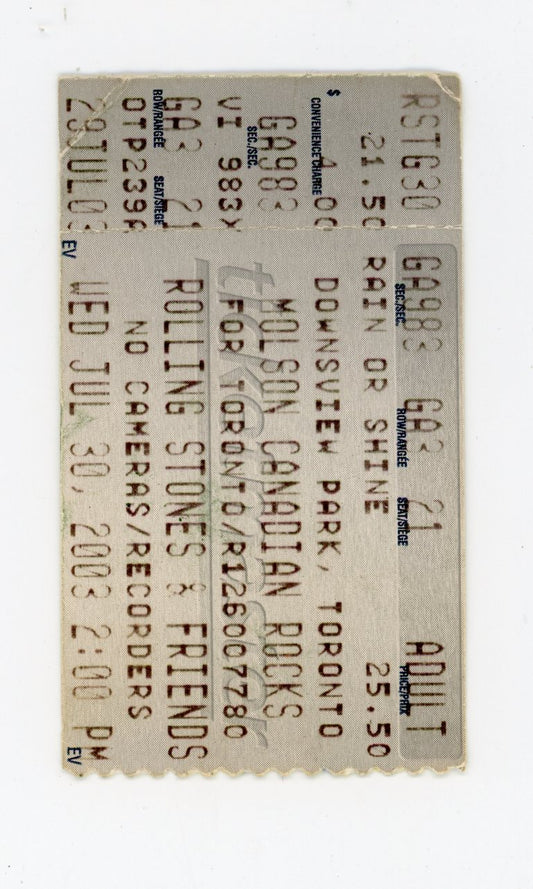 RSTG30
21.50
$ 4.00
CONVENIENCE CHARGE
GA983
SEC./SEC.
VI 983X
GA3 21
ROW/RANGÉE SEAT/SIEGE
OTP239A
29JUL03
GA983 GA3 21 ADULT
SEC./SEC. ROW/RANGÉE SEAT/SIEGE PRICE/PRIX
RAIN OR SHINE 25.50
DOWNSVIEW PARK, TORONTO
MOLSON CANADIAN ROCKS
ticketmaster
FOR TORONTO/R126007780
ROLLING STONES & FRIENDS
NO CAMERAS/RECORDERS
EV WED JUL 30, 2003 2:00 PM EV